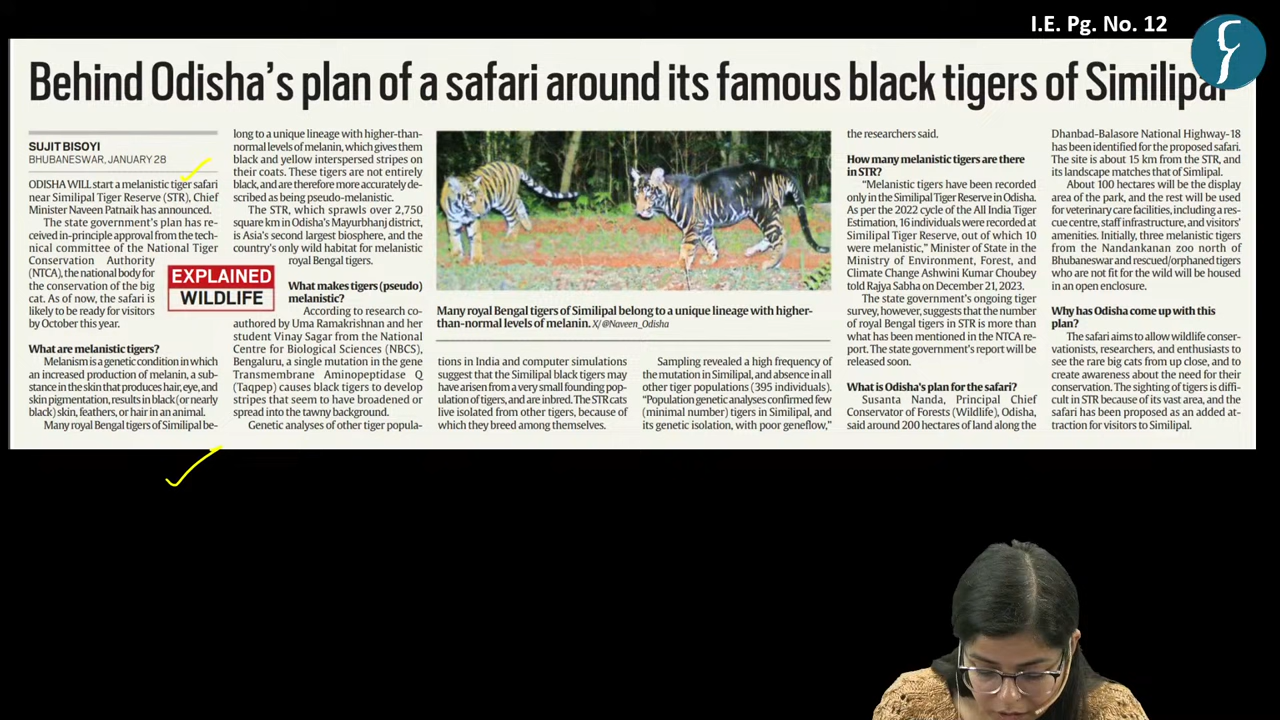 I.E. Pg. No. 12
Behind Odisha's plan of a safari around its famous black tigers of Similipal
SUJIT BISOYI
BHUBANESWAR, JANUARY 28
ODISHA WILL start a melanistic tiger safari
near Similipal Tiger Reserve (STR), Chief
Minister Naveen Patnaik has announced.
The state government's plan has re-
ceived in-principle approval from the tech-
nical committee of the National Tiger
Conservation Authority
(NTCA), the national body for
the conservation of the big
cat. As of now, the safari is
likely to be ready for visitors
by October this year.
What are melanistic tigers?
Melanism is a genetic condition in which
an increased production of melanin, a sub-
stance in the skin that produces hair, eye, and
skin pigmentation, results in black (or nearly
black) skin, feathers, or hair in an animal.
Many royal Bengal tigers of Similipal be-
EXPLAINED
WILDLIFE
long to a unique lineage with higher-than-
normal levels of melanin, which gives them
black and yellow interspersed stripes on
their coats. These tigers are not entirely
black, and are therefore more accurately de-
scribed as being pseudo-melanistic.
The STR, which sprawls over 2,750
square km in Odisha's Mayurbhanj district,
is Asia's second largest biosphere, and the
country's only wild habitat for melanistic
royal Bengal tigers.
What makes tigers (pseudo)
melanistic?
According to research co-
authored by Uma Ramakrishnan and her
student Vinay Sagar from the National
Centre for Biological Sciences (NBCS),
Bengaluru, a single mutation in the gene
Transmembrane Aminopeptidase Q
(Taqpep) causes black tigers to develop
stripes that seem to have broadened or
spread into the tawny background.
Genetic analyses of other tiger popula-
Many royal Bengal tigers of Similipal belong to a unique lineage with higher-
than-normal levels of melanin. X/ @Naveen_Odisha
tions in India and computer simulations
suggest that the Similipal black tigers may
have arisen from a very small founding pop-
ulation of tigers, and are inbred. The STR cats
live isolated from other tigers, because of
which they breed among themselves.
Sampling revealed a high frequency of
the mutation in Similipal, and absence in all
other tiger populations (395 individuals).
"Population genetic analyses confirmed few
(minimal number) tigers in Similipal, and
its genetic isolation, with poor geneflow,"
the researchers said.
How many melanistic tigers are there
in STR?
"Melanistic tigers have been recorded
only in the Similipal Tiger Reserve in Odisha.
As per the 2022 cycle of the All India Tiger
Estimation, 16 individuals were recorded at
Similipal Tiger Reserve, out of which 10
were melanistic," Minister of State in the
Ministry of Environment, Forest, and
Climate Change Ashwini Kumar Choubey
told Rajya Sabha on December 21, 2023.
The state government's ongoing tiger
survey, however, suggests that the number
of royal Bengal tigers in STR is more than
what has been mentioned in the NTCA re-
port. The state government's report will be
released soon.
What is Odisha's plan for the safari?
Susanta Nanda, Principal Chief
Conservator of Forests (Wildlife), Odisha,
said around 200 hectares of land along the
Dhanbad-Balasore National Highway-18
has been identified for the proposed safari.
The site is about 15 km from the STR, and
its landscape matches that of Simlipal.
About 100 hectares will be the display
area of the park, and the rest will be used
for veterinary care facilities, including a res-
cue centre, staff infrastructure, and visitors'
amenities. Initially, three melanistic tigers
from the Nandankanan zoo north of
Bhubaneswar and rescued/orphaned tigers
who are not fit for the wild will be housed
in an open enclosure.
Why has Odisha come up with this
plan?
The safari aims to allow wildlife conser-
vationists, researchers, and enthusiasts to
see the rare big cats from up close, and to
create awareness about the need for their
conservation. The sighting of tigers is diffi-
cult in STR because of its vast area, and the
safari has been proposed as an added at-
traction for visitors to Similipal.